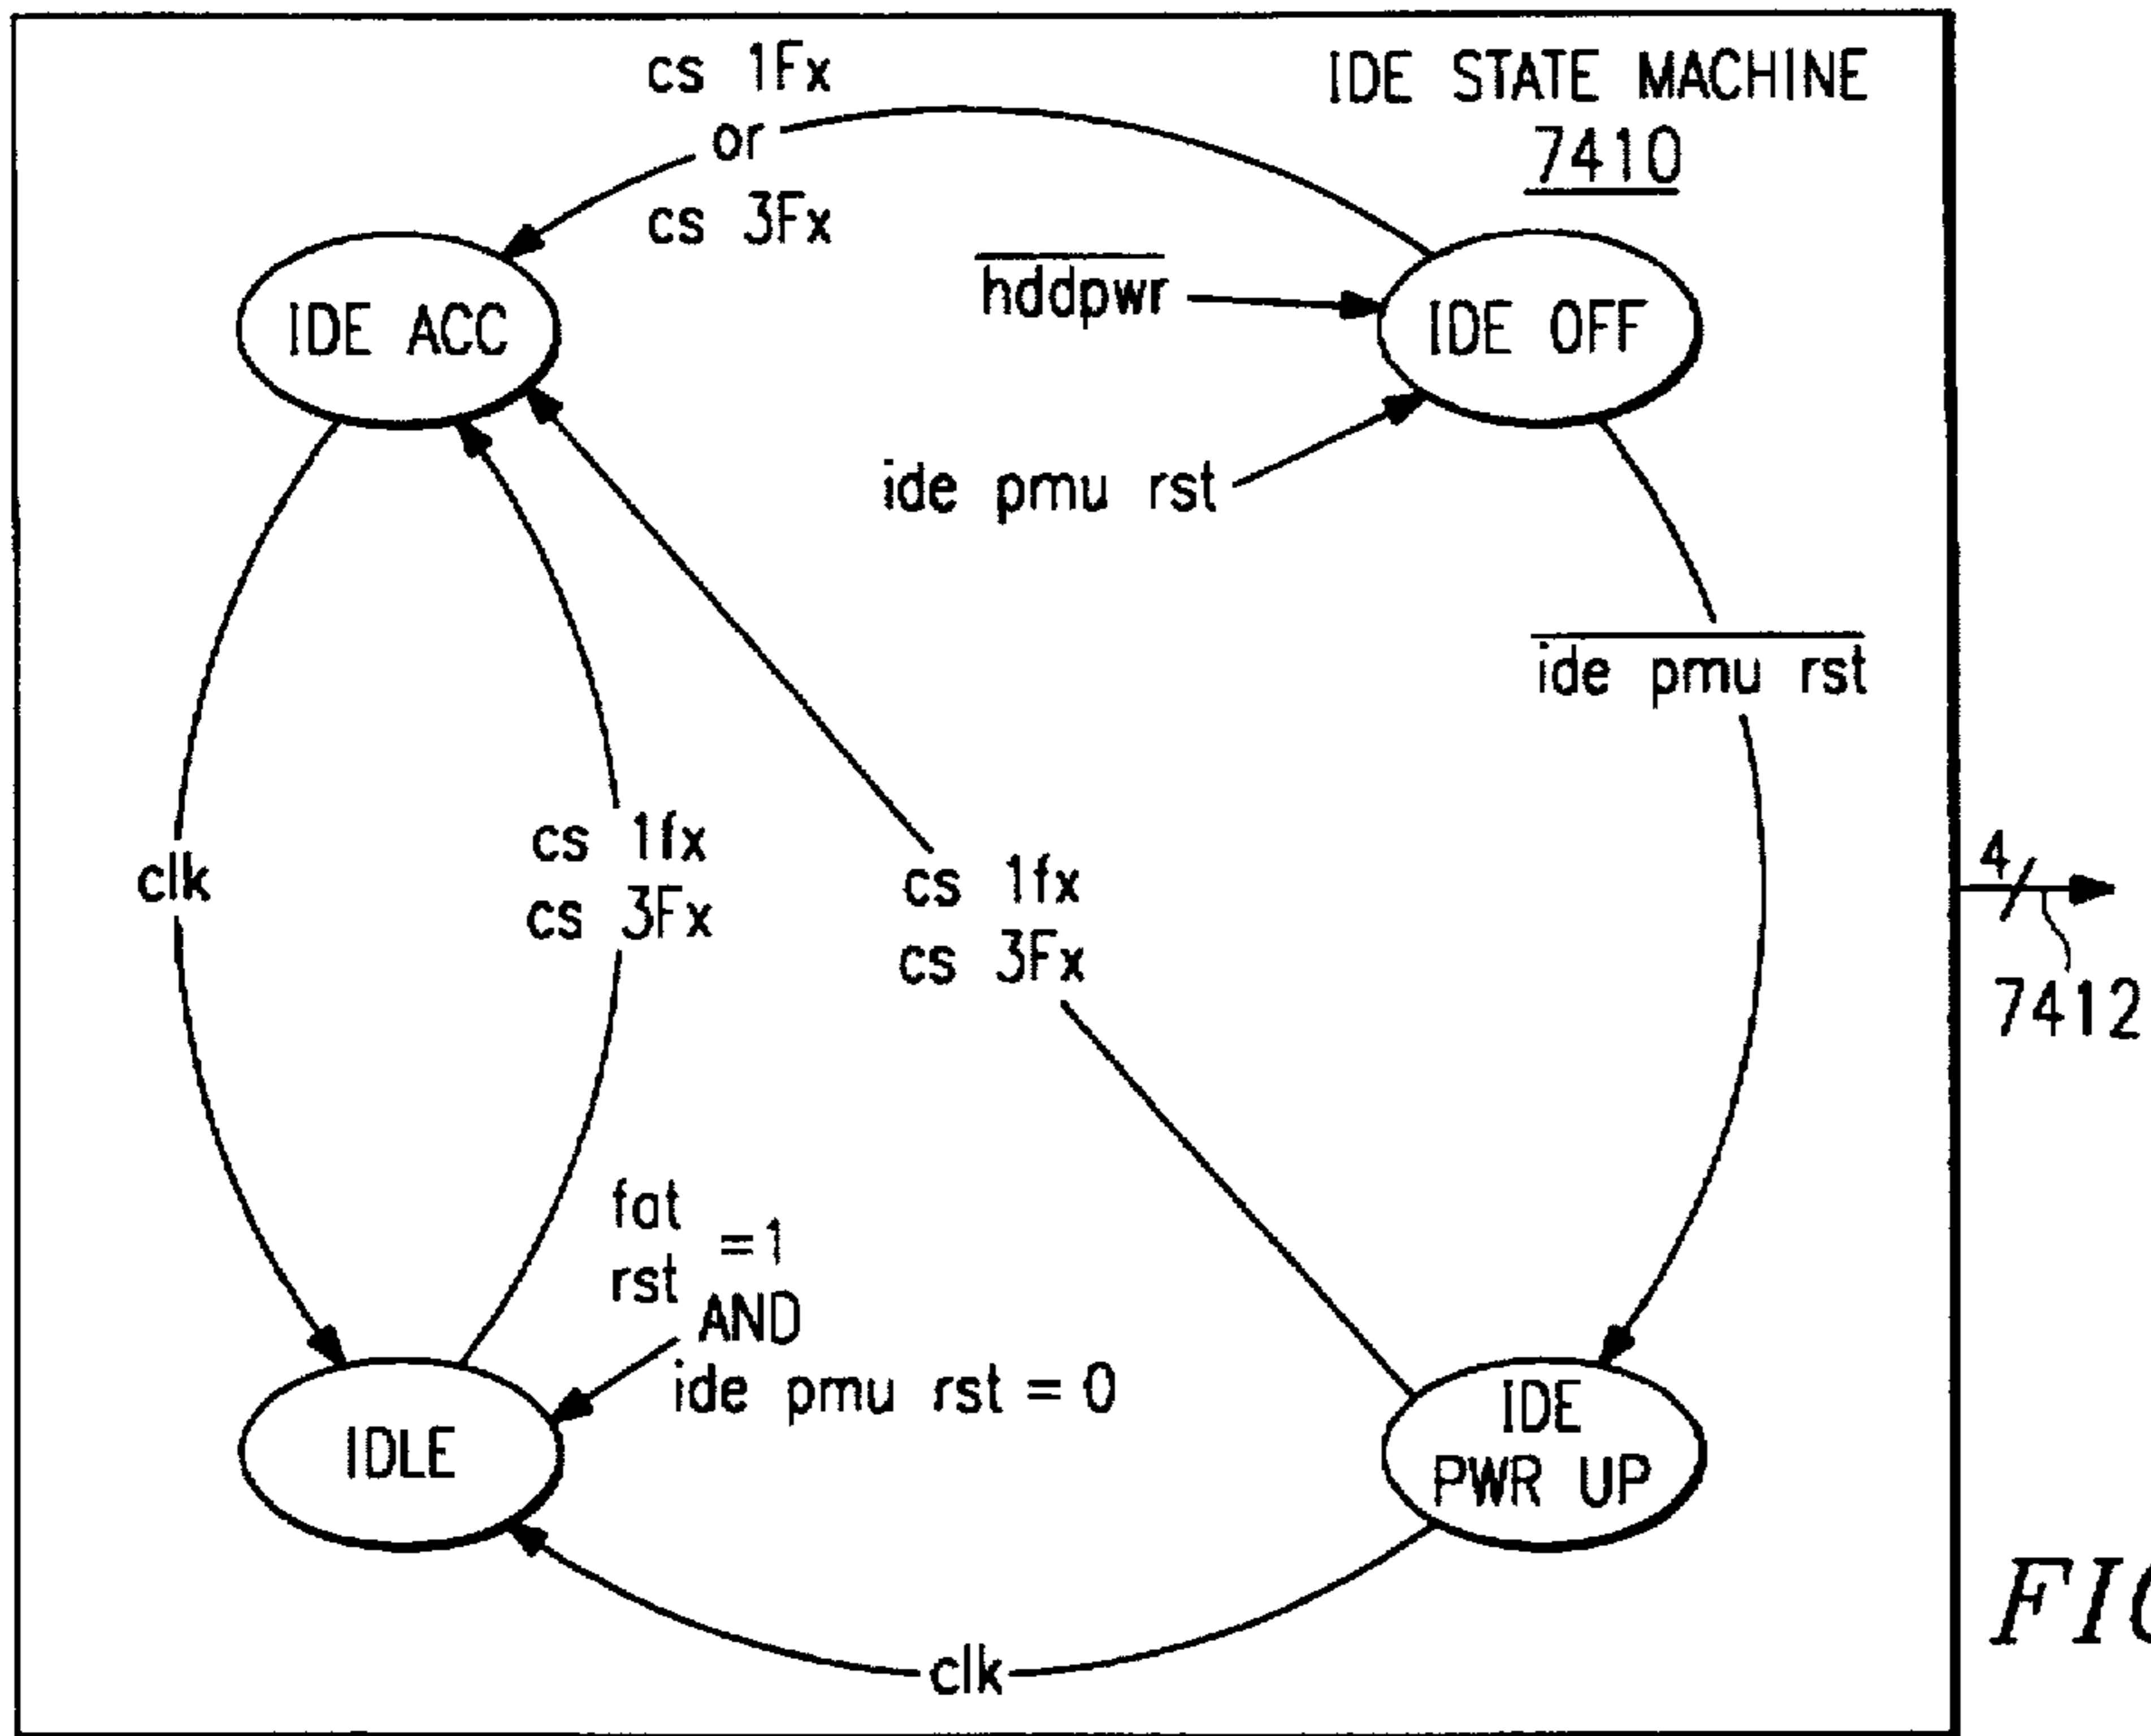 cs 1Fx
or
cs 3Fx
IDE STATE MACHINE
7410
IDE ACC
hddpwr
IDE OFF
ide pmu rst
ide pmu rst
clk
cs 1fx
cs 3Fx
cs 1fx
cs 3Fx
4
7412
fat
rst =1
AND
ide pmu rst = 0
IDLE
IDE
PWR UP
clk